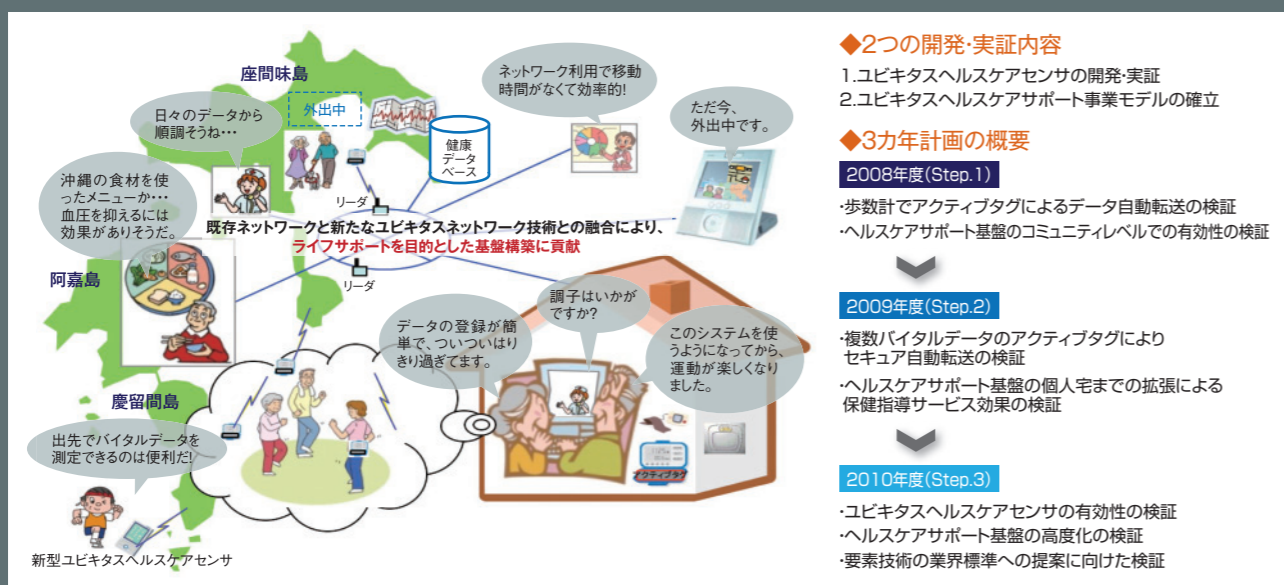 座間味島
外出中
日々のデータから
順調そうね・・・
ネットワーク利用で移動
時間がなくて効率的!
ただ今、
外出中です。
健康
データ
ベース
沖縄の食材を使
ったメニューか・・・
血圧を抑えるには
効果がありそうだ。
リーダ
既存ネットワークと新たなユビキタスネットワーク技術との融合により、
ライフサポートを目的とした基盤構築に貢献
リーダ
阿嘉島
データの登録が簡
単で、ついついはり
きり過ぎてます。
調子はいかが
ですか?
このシステムを使
うようになってから、
運動が楽しくなり
ました。
慶留間島
出先でバイタルデータを
測定できるのは便利だ!
アクティブタグ
新型ユビキタスヘルスケアセンサ
◆2つの開発・実証内容
1.ユビキタスヘルスケアセンサの開発・実証
2.ユビキタスヘルスケアサポート事業モデルの確立
◆3カ年計画の概要
2008年度(Step.1)
・歩数計でアクティブタグによるデータ自動転送の検証
・ヘルスケアサポート基盤のコミュニティレベルでの有効性の検証
2009年度(Step.2)
・複数バイタルデータのアクティブタグにより
セキュア自動転送の検証
・ヘルスケアサポート基盤の個人宅までの拡張による
保健指導サービス効果の検証
2010年度(Step.3)
・ユビキタスヘルスケアセンサの有効性の検証
・ヘルスケアサポート基盤の高度化の検証
・要素技術の業界標準への提案に向けた検証